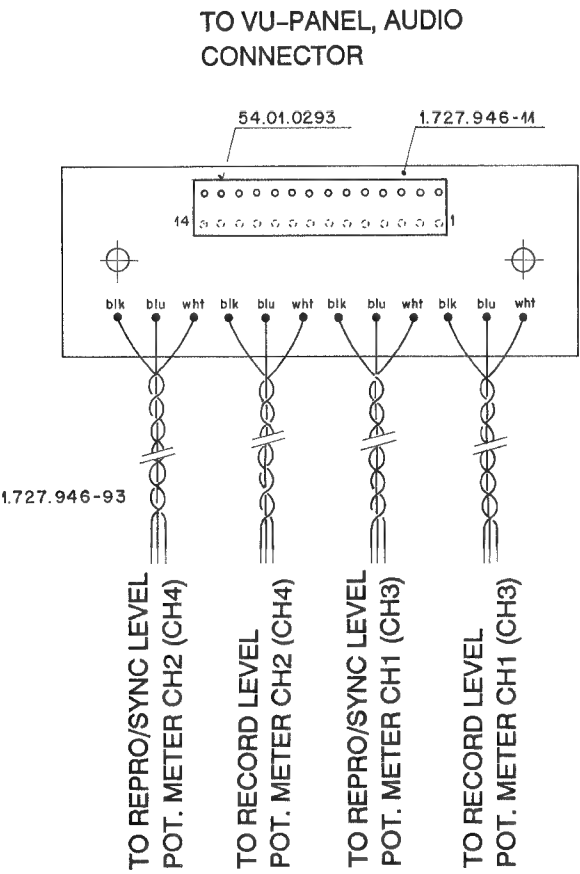 TO VU-PANEL, AUDIO
CONNECTOR
54.01.0293
1.727.946-11
14
1
blk blu wht blk blu wht blk blu wht blk blu wht
1.727.946-93
TO REPRO/SYNC LEVEL
POT. METER CH2 (CH4)
TO RECORD LEVEL
POT. METER CH2 (CH4)
TO REPRO/SYNC LEVEL
POT. METER CH1 (CH3)
TO RECORD LEVEL
POT. METER CH1 (CH3)